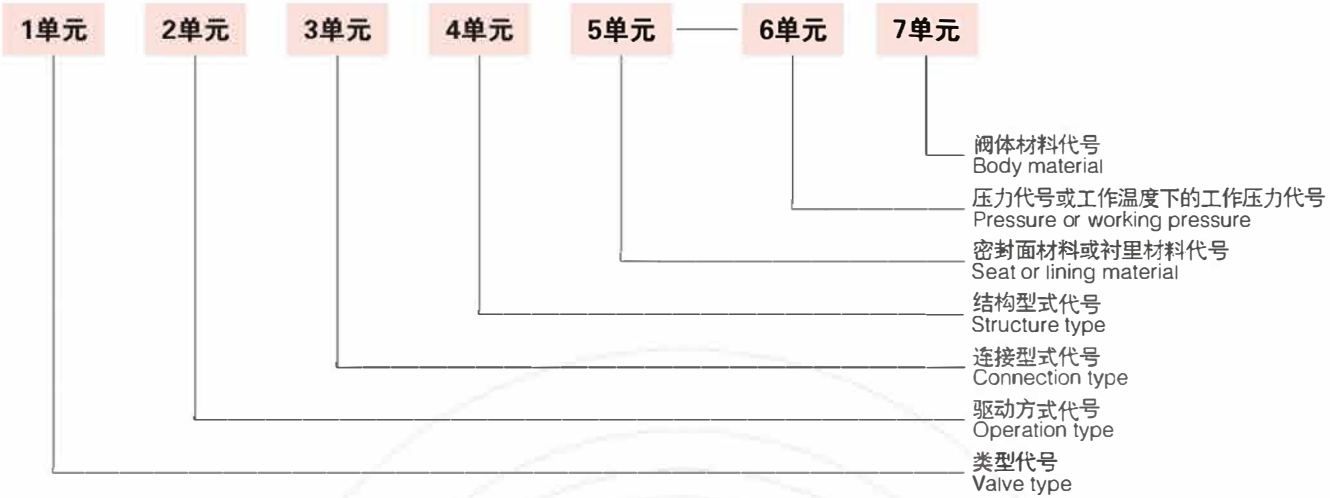 1单元 2单元 3单元 4单元 5单元 — 6单元 7单元
阀体材料代号
Body material
压力代号或工作温度下的工作压力代号
Pressure or working pressure
密封面材料或衬里材料代号
Seat or lining material
结构型式代号
Structure type
连接型式代号
Connection type
驱动方式代号
Operation type
类型代号
Valve type